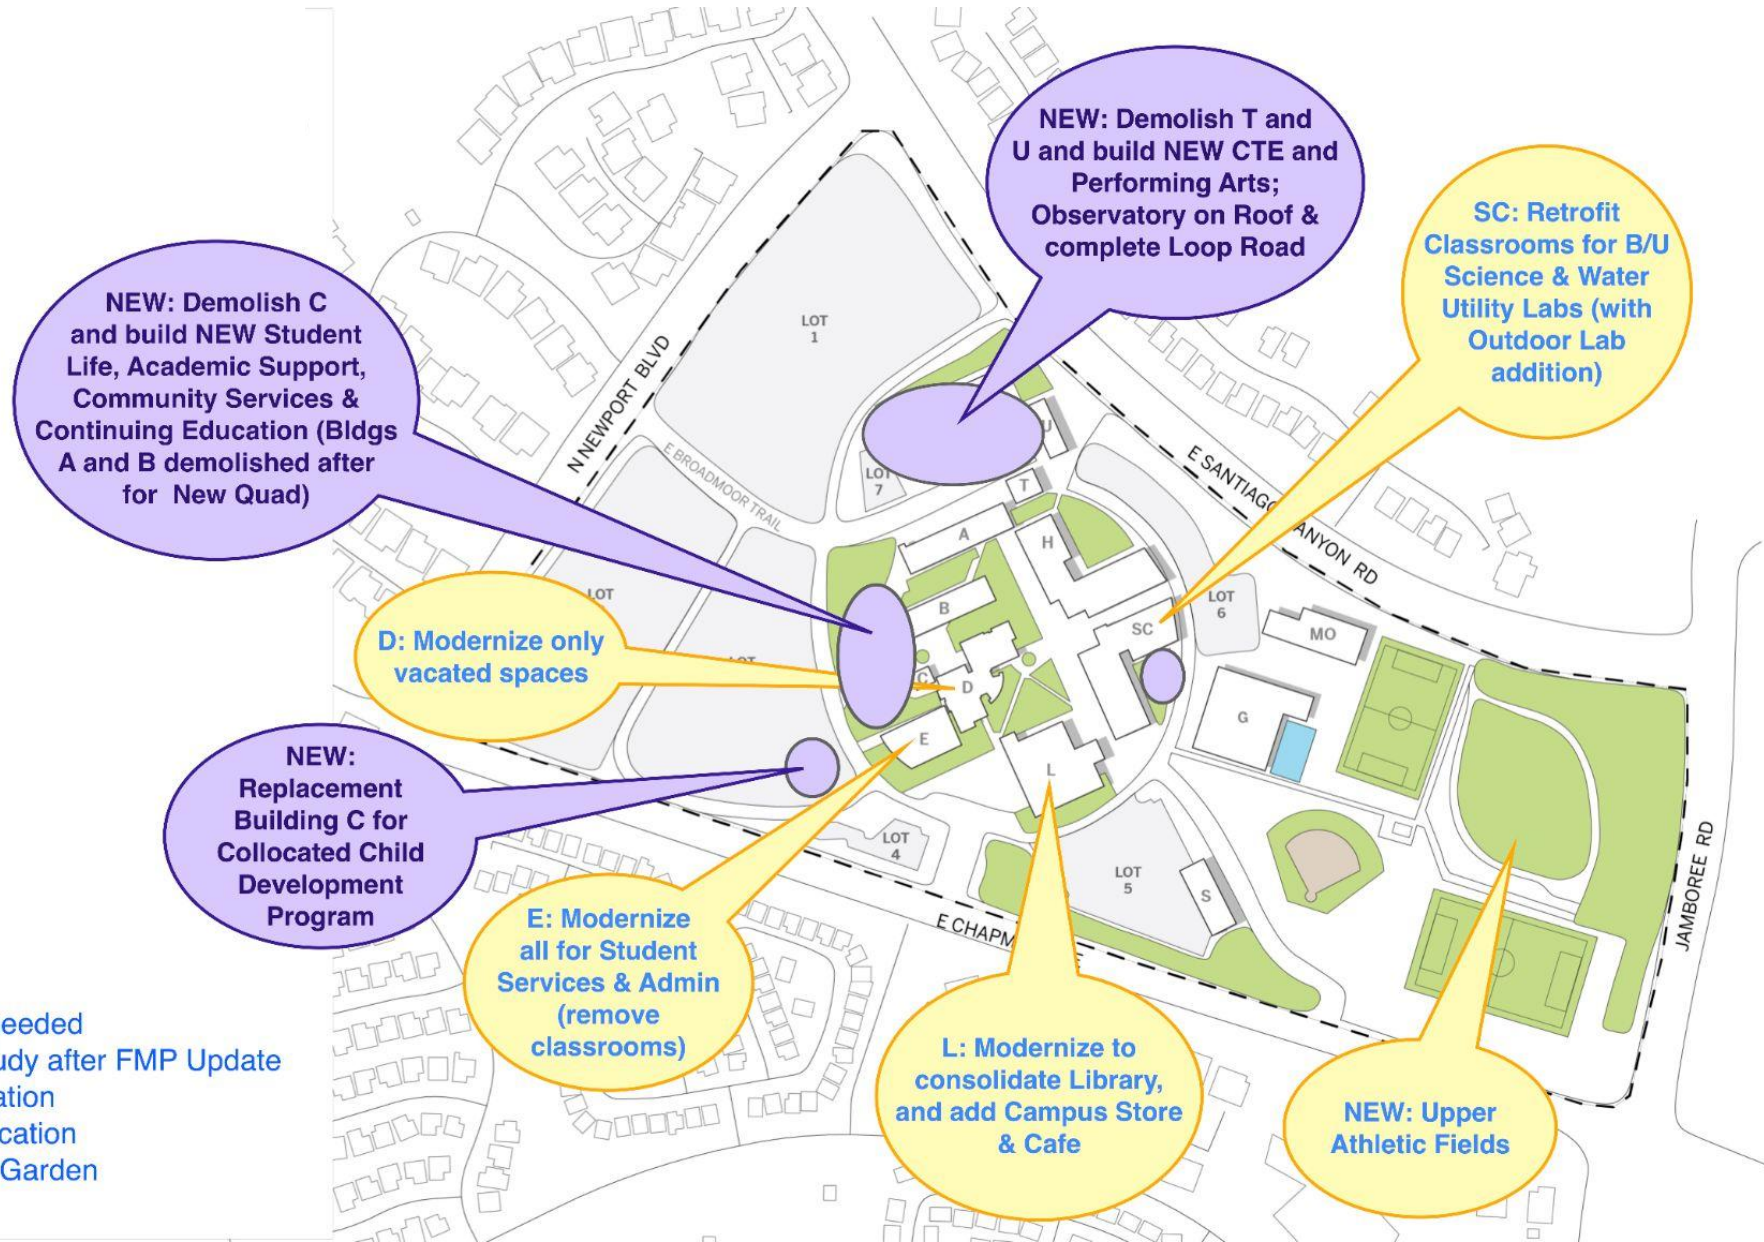 NEW: Demolish T and
U and build NEW CTE and
Performing Arts;
Observatory on Roof &
complete Loop Road
SC: Retrofit
Classrooms for B/U
Science & Water
Utility Labs (with
Outdoor Lab
addition)
NEW: Demolish C
and build NEW Student
Life, Academic Support,
Community Services &
Continuing Education (Bldgs
A and B demolished after
for New Quad)
D: Modernize only
vacated spaces
NEW:
Replacement
Building C for
Collocated Child
Development
Program
E: Modernize
all for Student
Services & Admin
(remove
classrooms)
L: Modernize to
consolidate Library,
and add Campus Store
& Cafe
NEW: Upper
Athletic Fields
LOT
1
N NEWPORT BLVD
E BROADMOOR TRAIL
LOT
7
U
T
A
H
B
SC
C
D
E
L
LOT
LOT
LOT
6
MO
G
E SANTIAGO CANYON RD
LOT
4
LOT
5
S
E CHAPM
JAMBOREE RD
eeded
udy after FMP Update
ation
cation
Garden